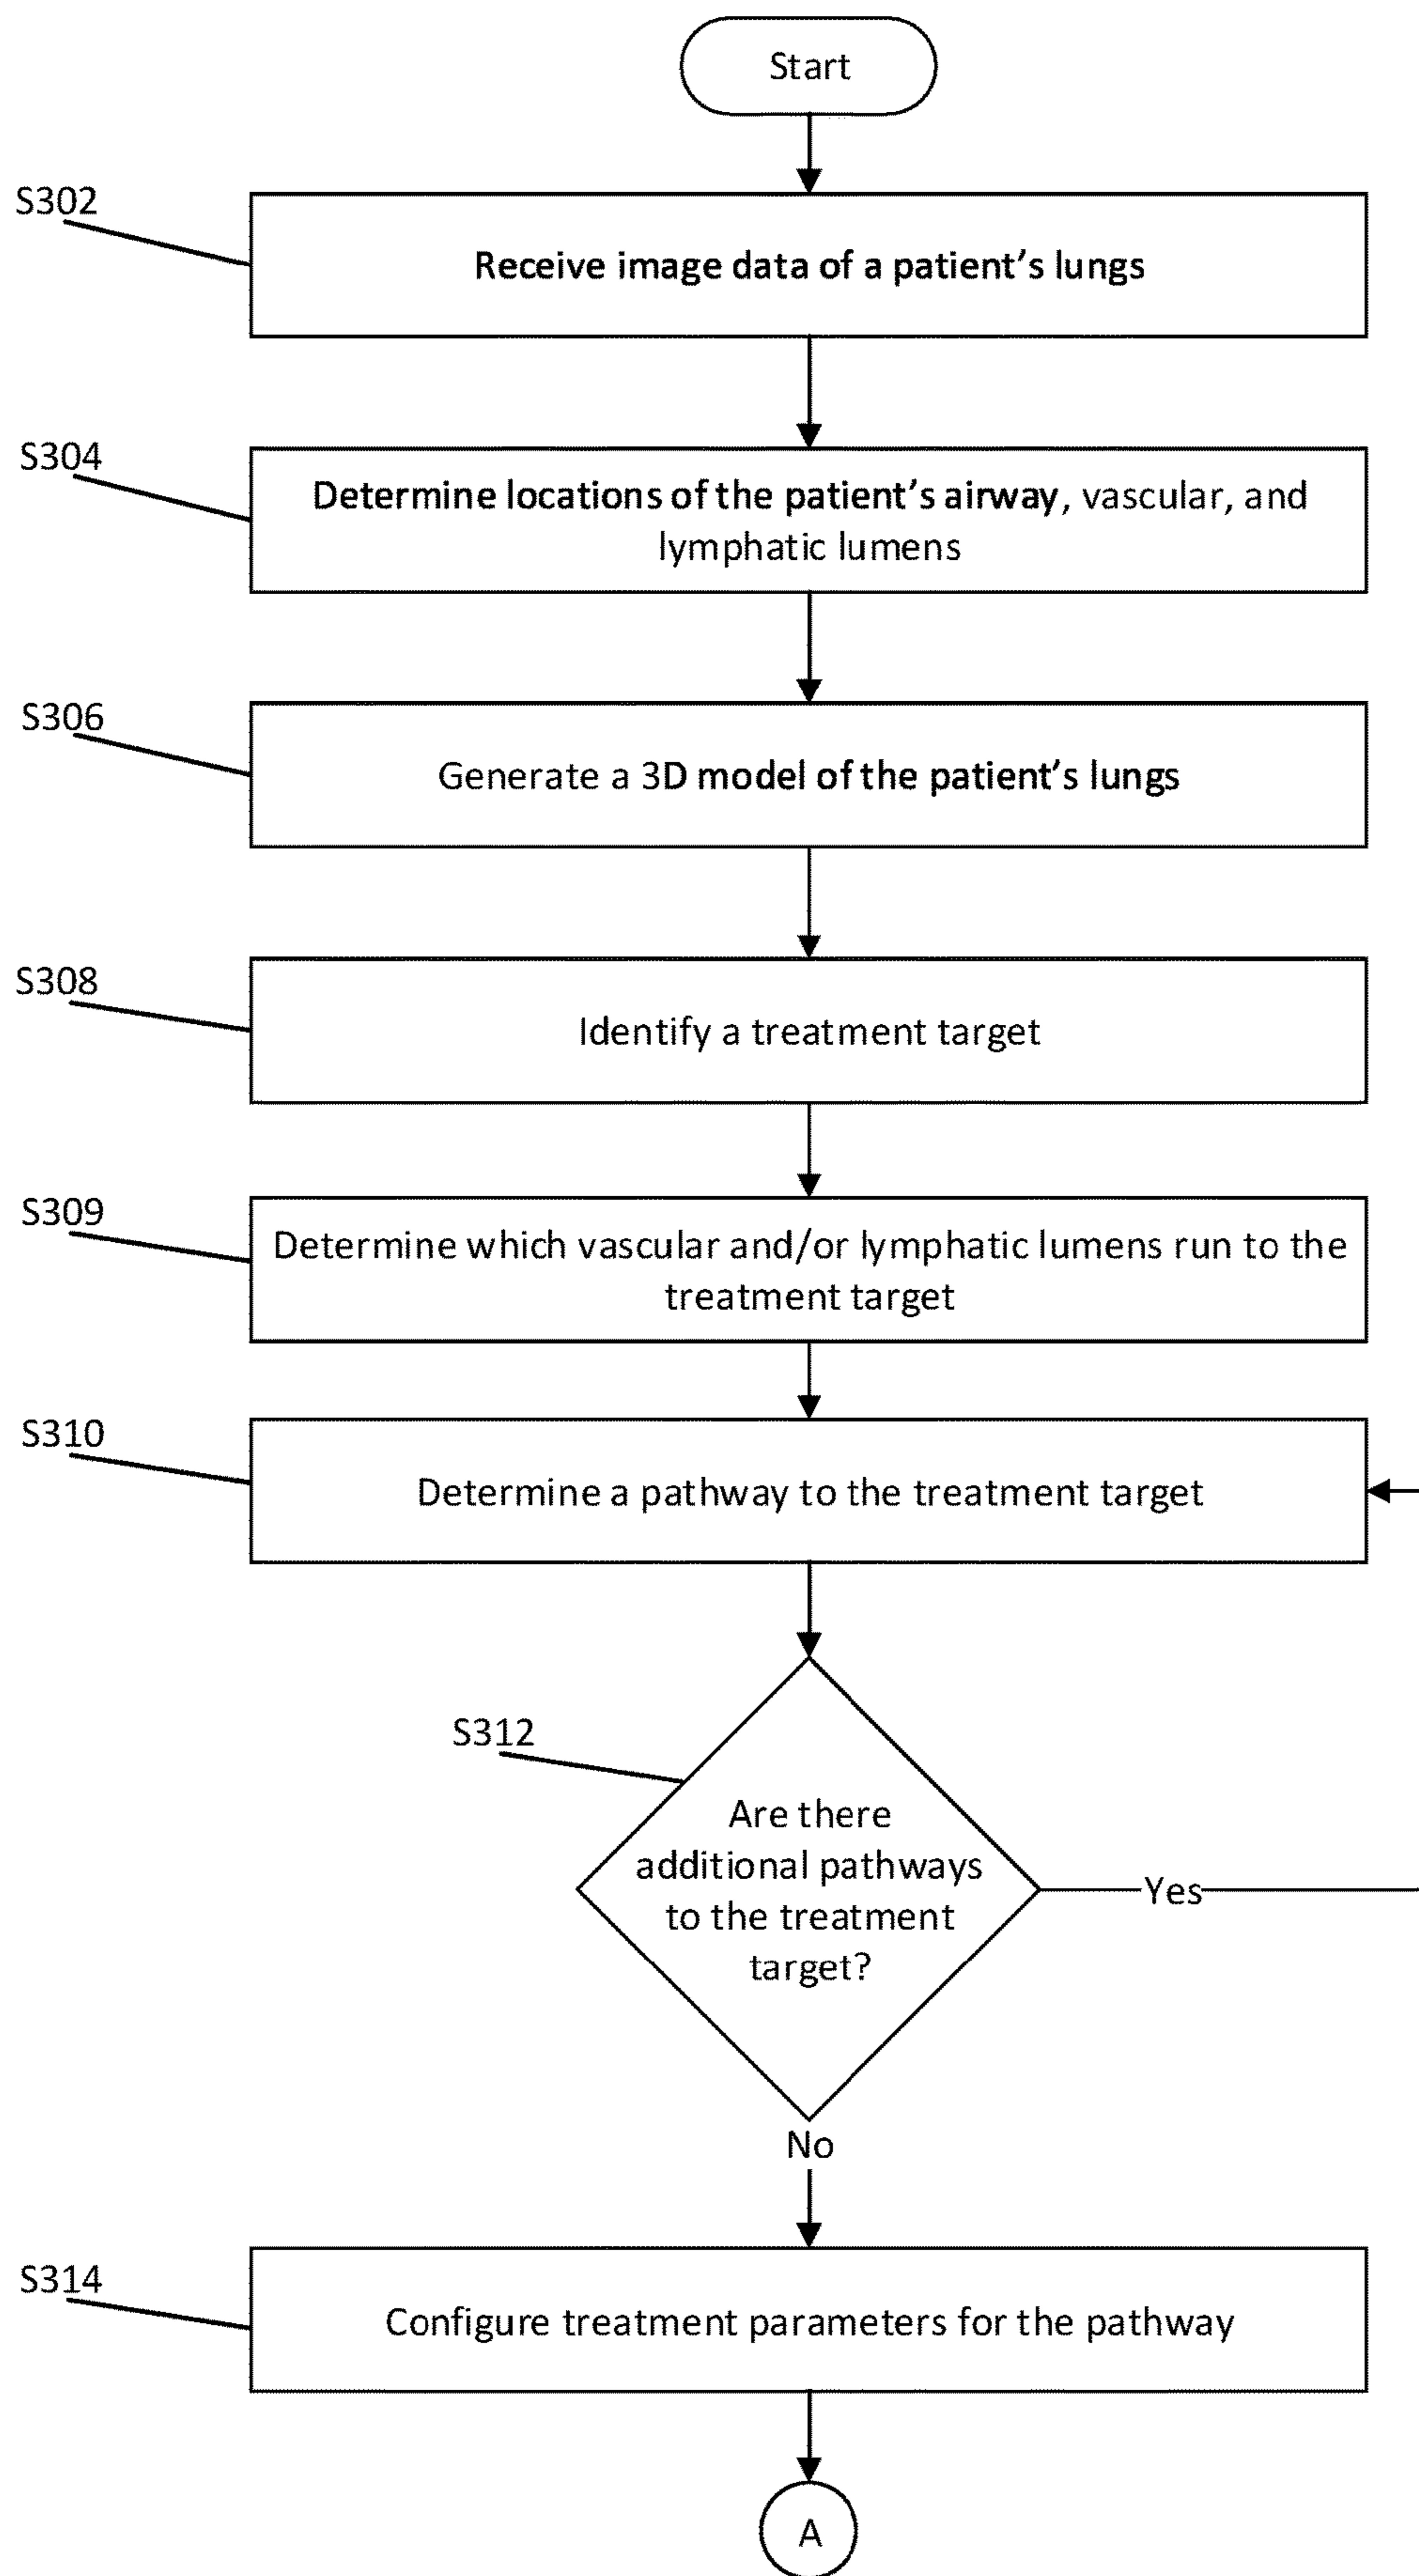 Start
S302
Receive image data of a patient's lungs
S304
Determine locations of the patient's airway, vascular, and
lymphatic lumens
S306
Generate a 3D model of the patient's lungs
S308
Identify a treatment target
S309
Determine which vascular and/or lymphatic lumens run to the
treatment target
S310
Determine a pathway to the treatment target
S312
Are there
additional pathways
to the treatment
target?
Yes
No
S314
Configure treatment parameters for the pathway
A